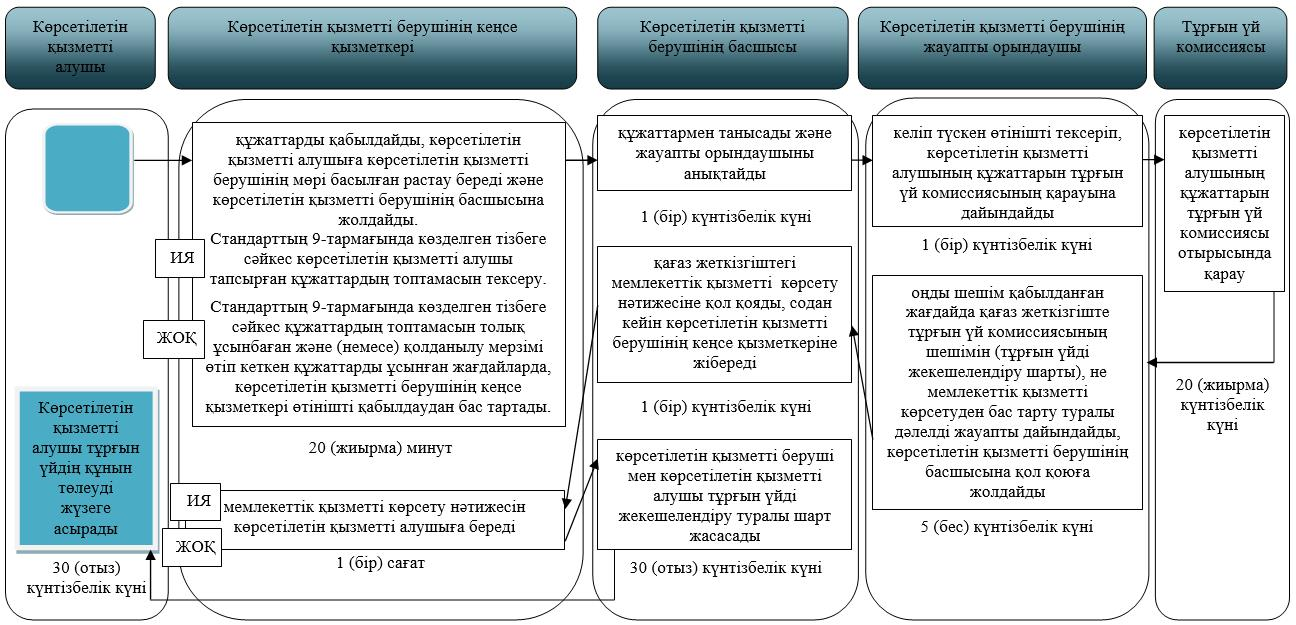 Көрсетілетін
қызметті
алушы
Көрсетілетін қызметті берушінің кеңсе
қызметкері
Көрсетілетін қызметті
берушінің басшысы
Көрсетілетін қызметті берушінің
жауапты орындаушы
Тұрғын үй
комиссиясы
құжаттарды қабылдайды, көрсетілетін
қызметті алушыға көрсетілетін қызметті
берушінің мөрі басылған растау береді және
көрсетілетін қызметті берушінің басшысына
жолдайды.
ИЯ
Стандарттың 9-тармағында көзделген тізбеге
сәйкес көрсетілетін қызметті алушы
тапсырған құжаттардың топтамасын тексеру.
ЖОҚ
Стандарттың 9-тармағында көзделген тізбеге
сәйкес құжаттардың топтамасын толық
ұсынбаған және (немесе) қолданылу мерзімі
өтіп кеткен құжаттарды ұсынған жағдайларда,
көрсетілетін қызметті берушінің кеңсе
қызметкері өтінішті қабылдаудан бас тартады.
20 (жиырма) минут
құжаттармен танысады және
жауапты орындаушыны
анықтайды
1 (бір) күнтізбелік күні
келіп түскен өтінішті тексеріп,
көрсетілетін қызметті
алушының құжаттарын тұрғын
үй комиссиясының қарауына
дайындайды
1 (бір) күнтізбелік күні
көрсетілетін
қызметті
алушының
құжаттарын
тұрғын үй
комиссиясы
отырысында
қарау
20 (жиырма)
күнтізбелік
күні
оңды шешім қабылданған
жағдайда қағаз жеткізгіште
тұрғын үй комиссиясының
шешімін (тұрғын үйді
жекешелендіру шарты), не
мемлекеттік қызметті
көрсетуден бас тарту туралы
дәлелді жауапты дайындайды,
көрсетілетін қызметті берушінің
басшысына қол қоюға
жолдайды
5 (бес) күнтізбелік күні
қағаз жеткізгіштегі
мемлекеттік қызметті көрсету
нәтижесіне қол қояды, содан
кейін көрсетілетін қызметті
берушінің кеңсе қызметкеріне
жібереді
1 (бір) күнтізбелік күні
ИЯ
мемлекеттік қызметті көрсету нәтижесін
көрсетілетін қызметті алушыға береді
ЖОҚ
1 (бір) сағат
көрсетілетін қызметті беруші
мен көрсетілетін қызметті
алушы тұрғын үйді
жекешелендіру туралы шарт
жасасады
30 (отыз) күнтізбелік күні
Көрсетілетін
қызметті
алушы тұрғын
үйдің құнын
төлеуді
жүзеге
асырады
30 (отыз)
күнтізбелік күні